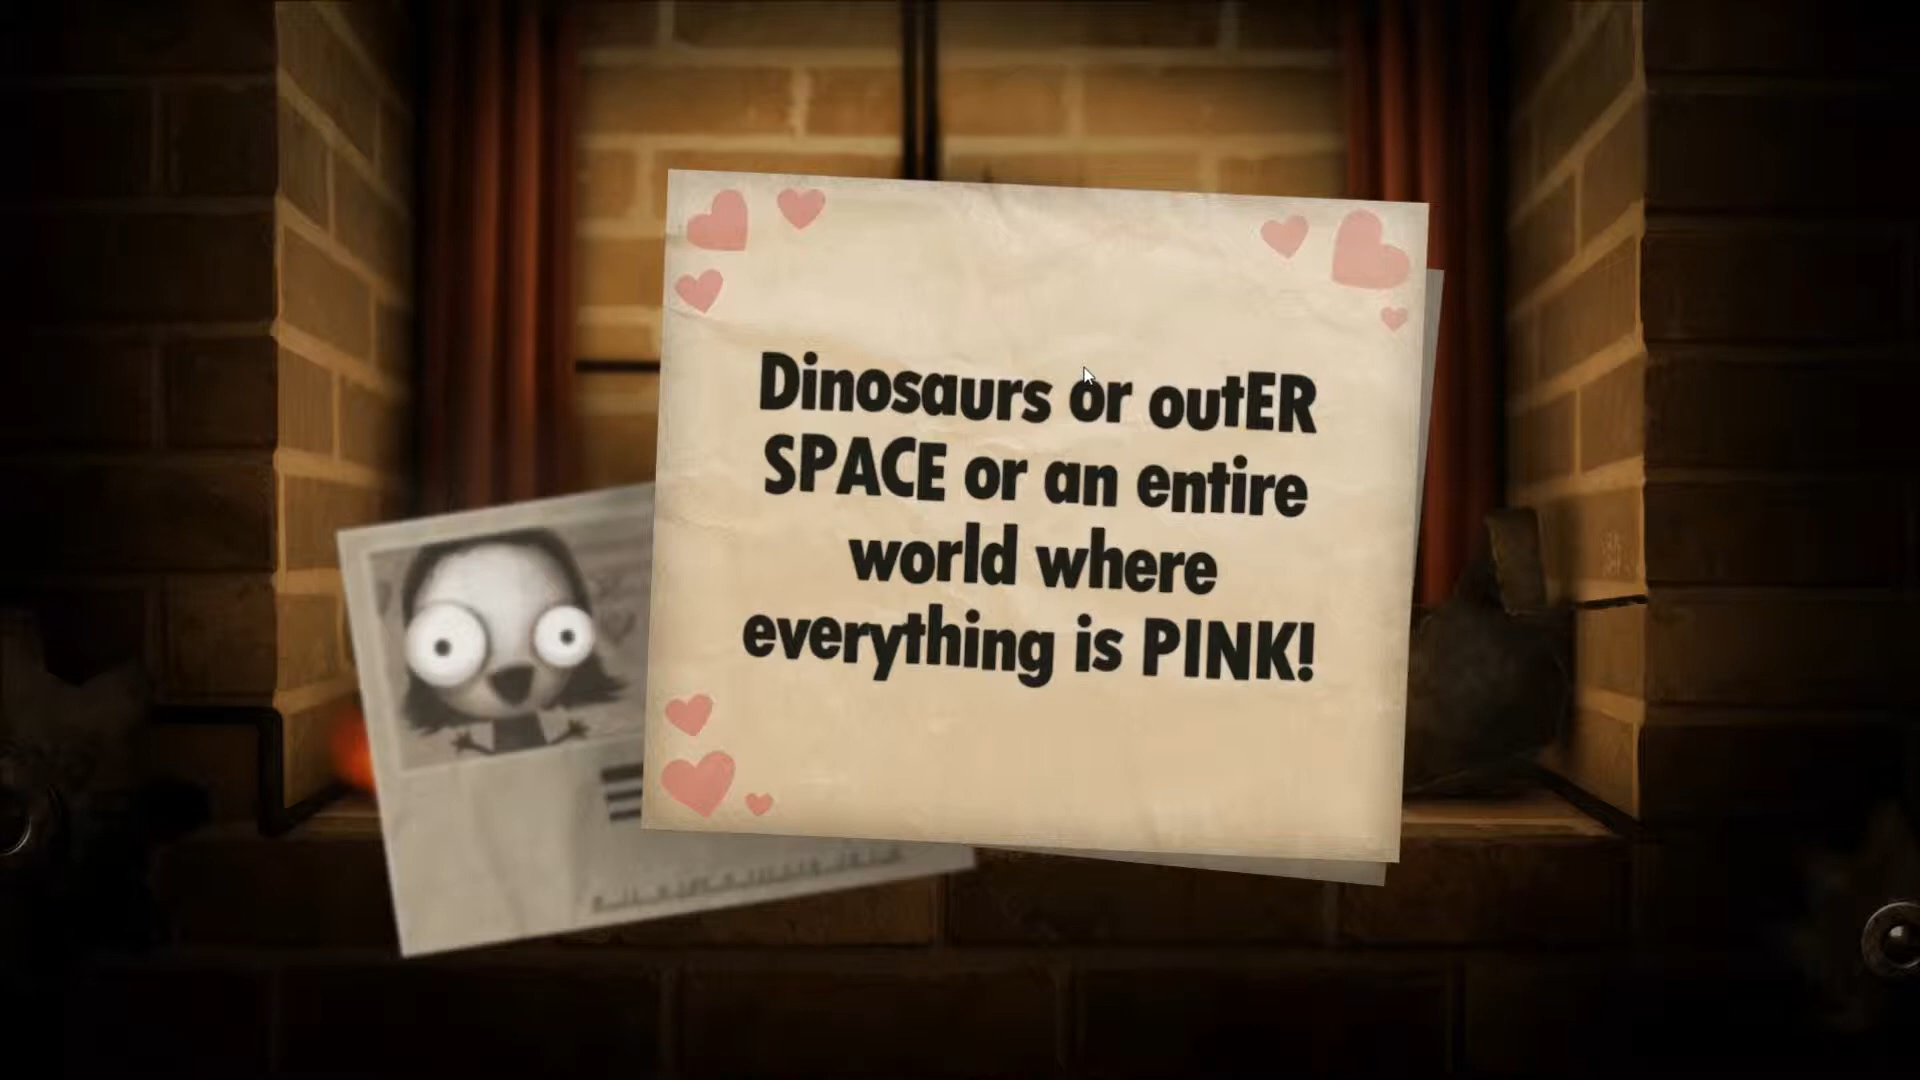 Dinosaurs or outER
SPACE or an entire
world where
everything is PINK!